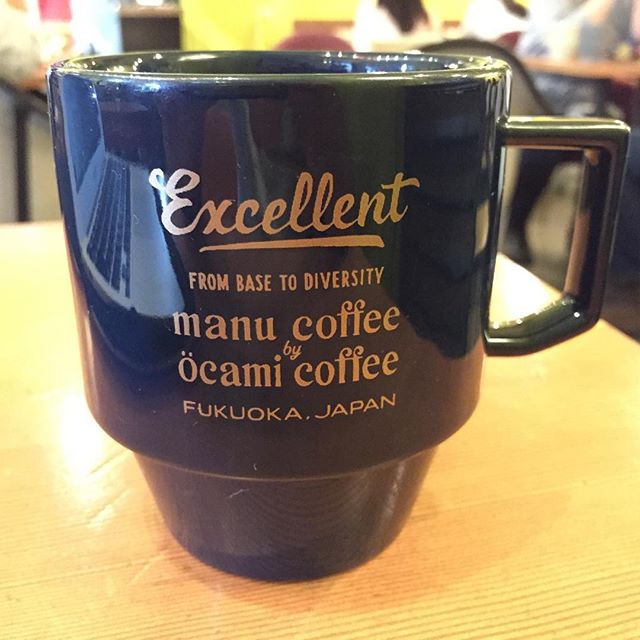 Excellent
FROM BASE TO DIVERSITY
manu coffee
by
öcami coffee
FUKUOKA, JAPAN